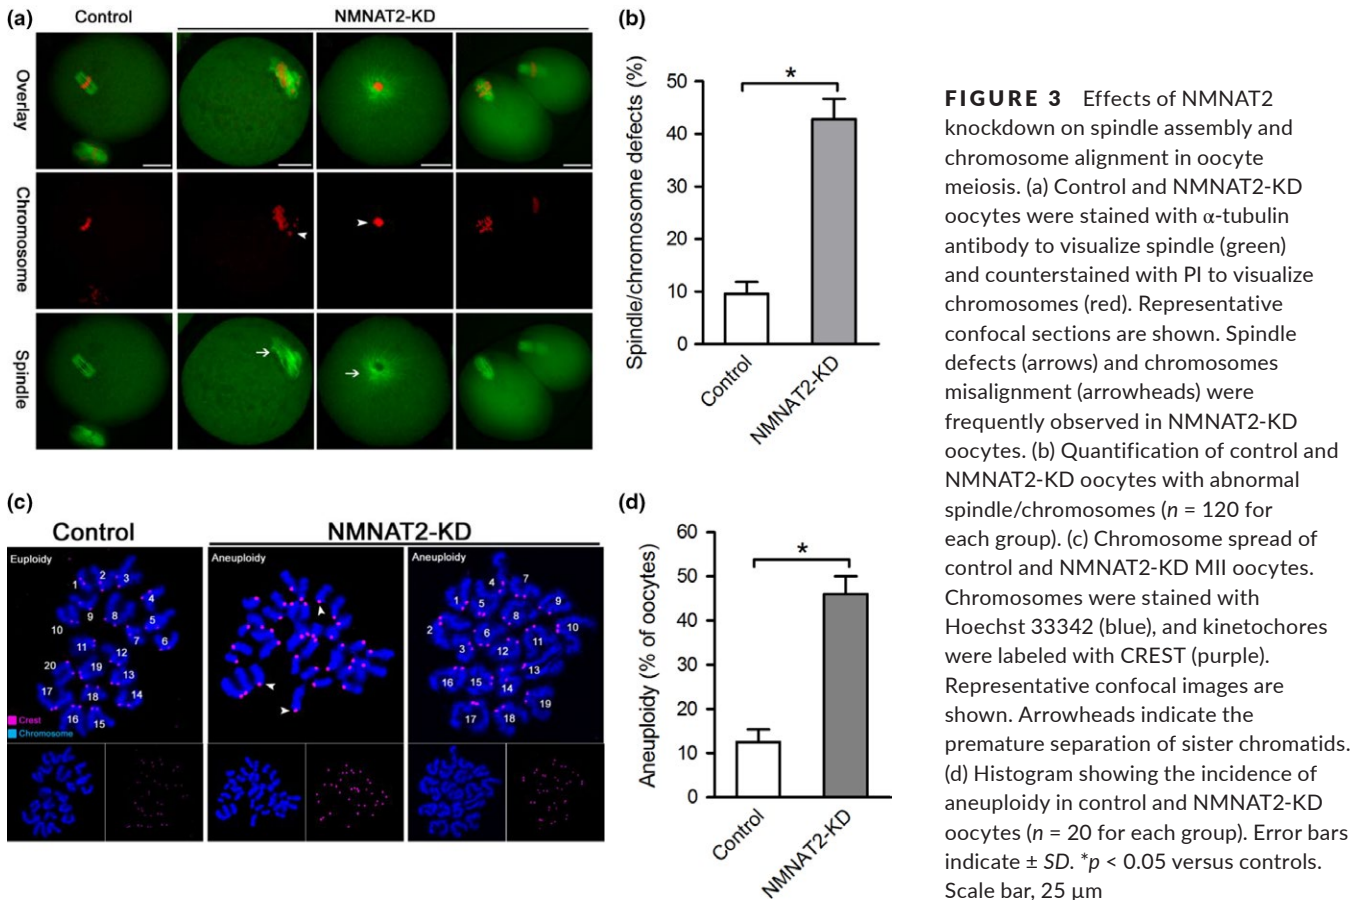 (a)
Control
NMNAT2-KD
Overlay
Chromosome
Spindle
(b)
Spindle/chromosome defects (%)
50
40
30
20
10
0
*
Control
NMNAT2-KD
(c)
Control
NMNAT2-KD
Euploidy
1
2
3
4
5
6
7
8
9
10
11
12
13
14
15
16
17
18
19
20
Crest
Chromosome
Aneuploidy
Aneuploidy
1
2
3
4
5
6
7
8
9
10
11
12
13
14
15
16
17
18
19
(d)
Aneuploidy (% of oocytes)
60
50
40
30
20
10
0
*
Control
NMNAT2-KD
FIGURE 3 Effects of NMNAT2
knockdown on spindle assembly and
chromosome alignment in oocyte
meiosis. (a) Control and NMNAT2-KD
oocytes were stained with α-tubulin
antibody to visualize spindle (green)
and counterstained with PI to visualize
chromosomes (red). Representative
confocal sections are shown. Spindle
defects (arrows) and chromosomes
misalignment (arrowheads) were
frequently observed in NMNAT2-KD
oocytes. (b) Quantification of control and
NMNAT2-KD oocytes with abnormal
spindle/chromosomes (n = 120 for
each group). (c) Chromosome spread of
control and NMNAT2-KD MII oocytes.
Chromosomes were stained with
Hoechst 33342 (blue), and kinetochores
were labeled with CREST (purple).
Representative confocal images are
shown. Arrowheads indicate the
premature separation of sister chromatids.
(d) Histogram showing the incidence of
aneuploidy in control and NMNAT2-KD
oocytes (n = 20 for each group). Error bars
indicate ± SD. *p < 0.05 versus controls.
Scale bar, 25 μm